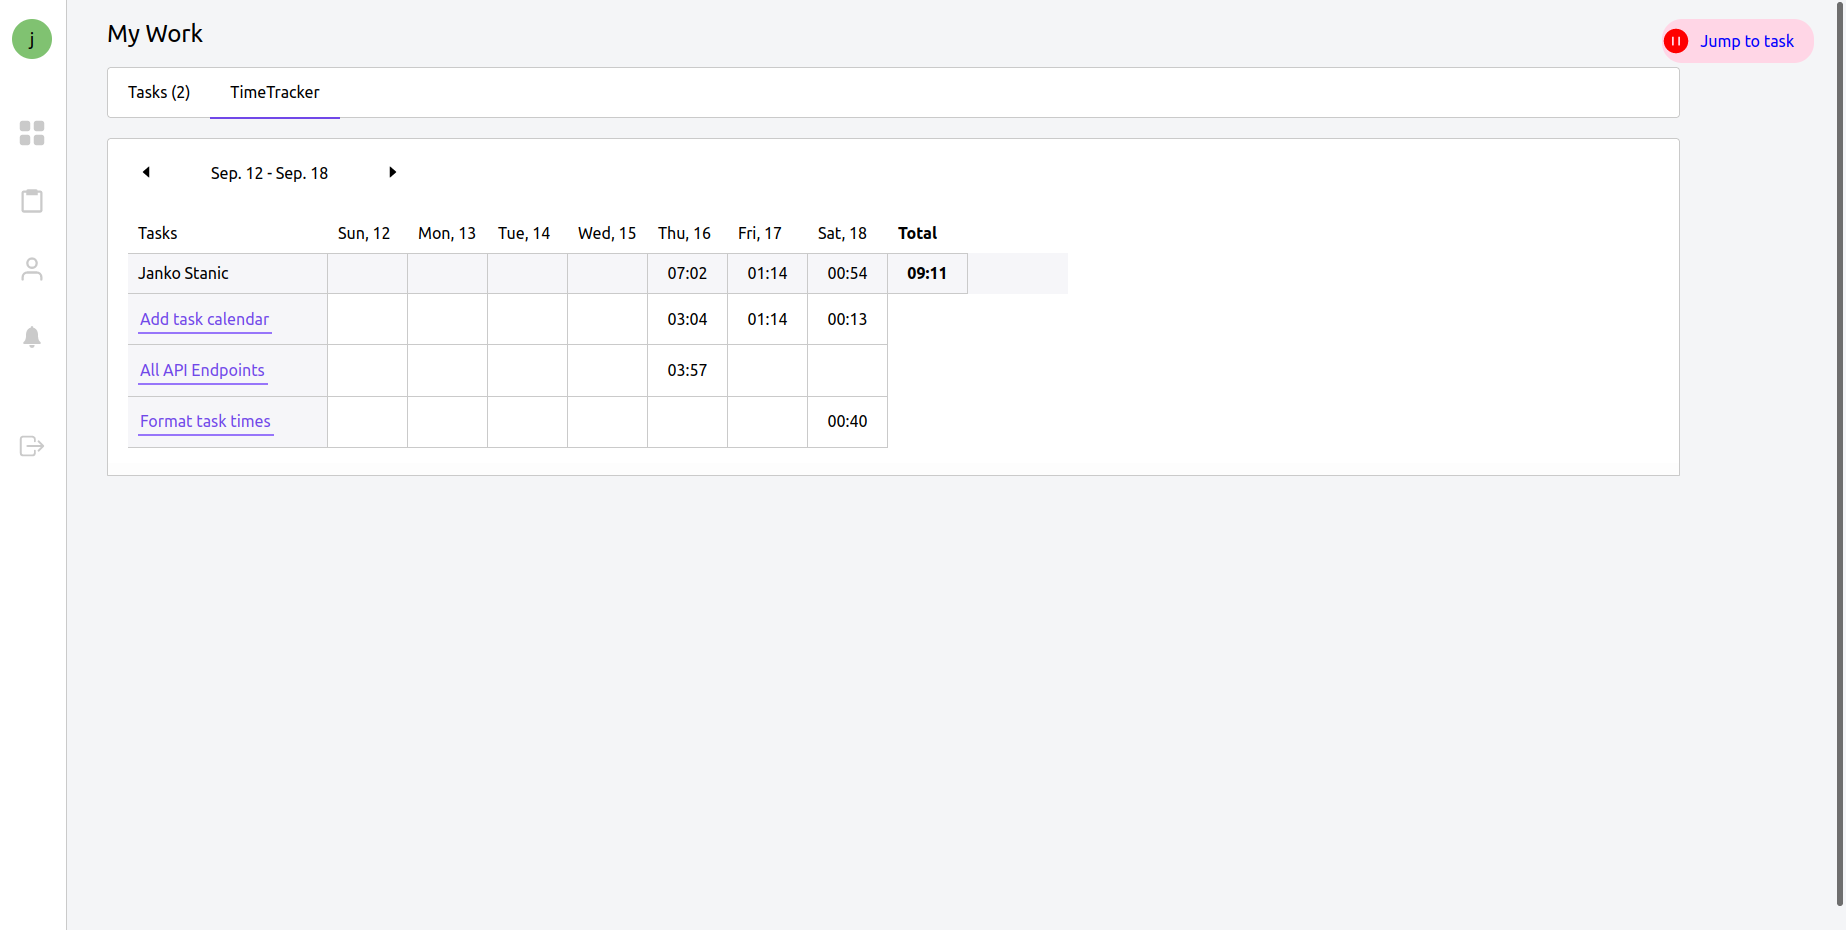 j
My Work
Jump to task
Tasks (2) TimeTracker
Sep. 12 - Sep. 18
Tasks Sun, 12 Mon, 13 Tue, 14 Wed, 15 Thu, 16 Fri, 17 Sat, 18 Total
Janko Stanic 07:02 01:14 00:54 09:11
Add task calendar 03:04 01:14 00:13
All API Endpoints 03:57
Format task times 00:40